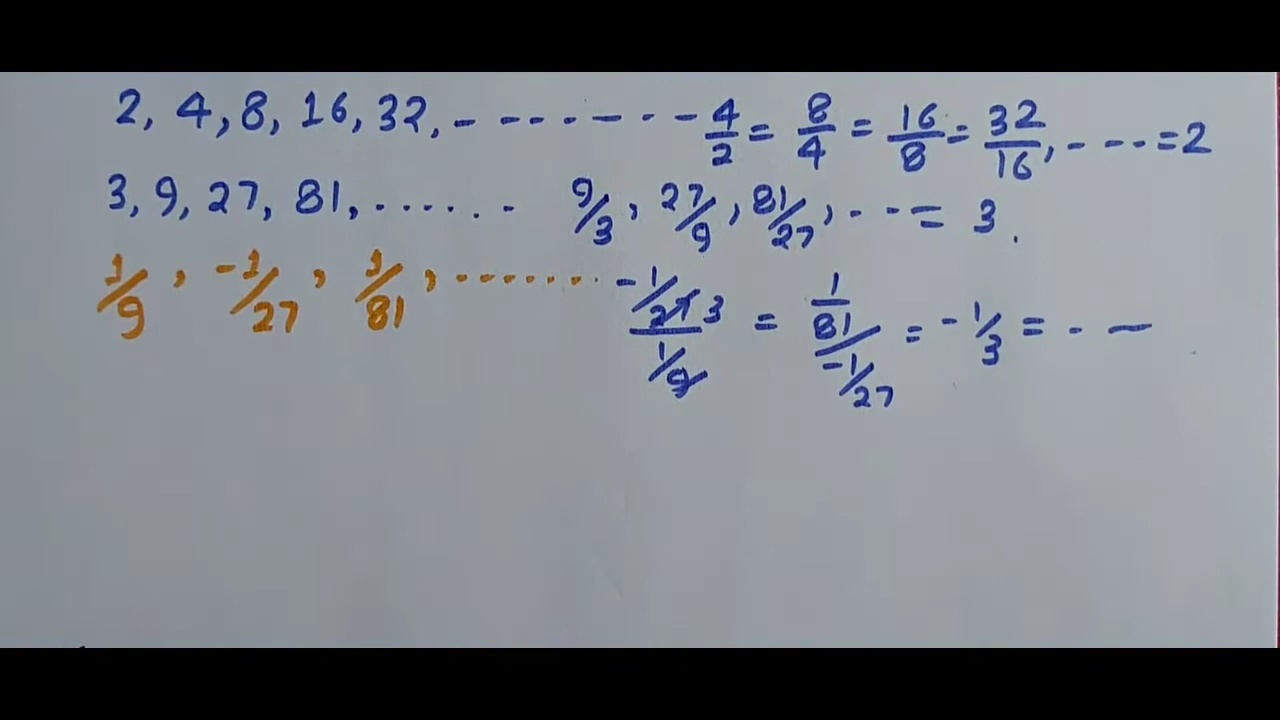 2, 4, 8, 16, 32, - - - - - - - - 4/2 = 8/4 = 16/8 = 32/16, - - - - = 2
3, 9, 27, 81, ....... 9/3, 27/9, 81/27, - - - = 3.
1/9, -1/27, 1/81, -------- (-1/27 3)/(1/9) = (1/81)/(-1/27) = -1/3 = - —